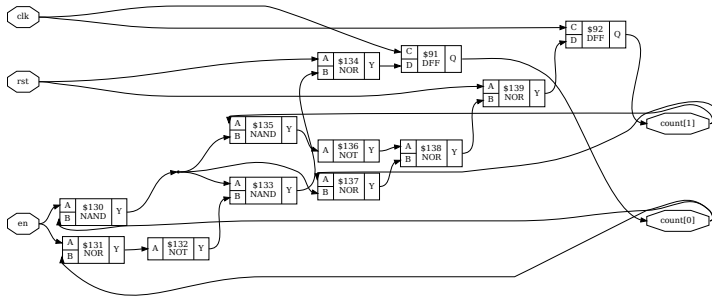 clk
C $92
D DFF Q
C $91
D DFF Q
A $134
B NOR Y
rst
A $139
B NOR Y
A $135
B NAND Y
count[1]
A $136
NOT Y
A $138
B NOR Y
A $137
B NOR Y
A $133
B NAND Y
A $130
B NAND Y
en
count[0]
A $131
B NOR Y
A $132
NOT Y